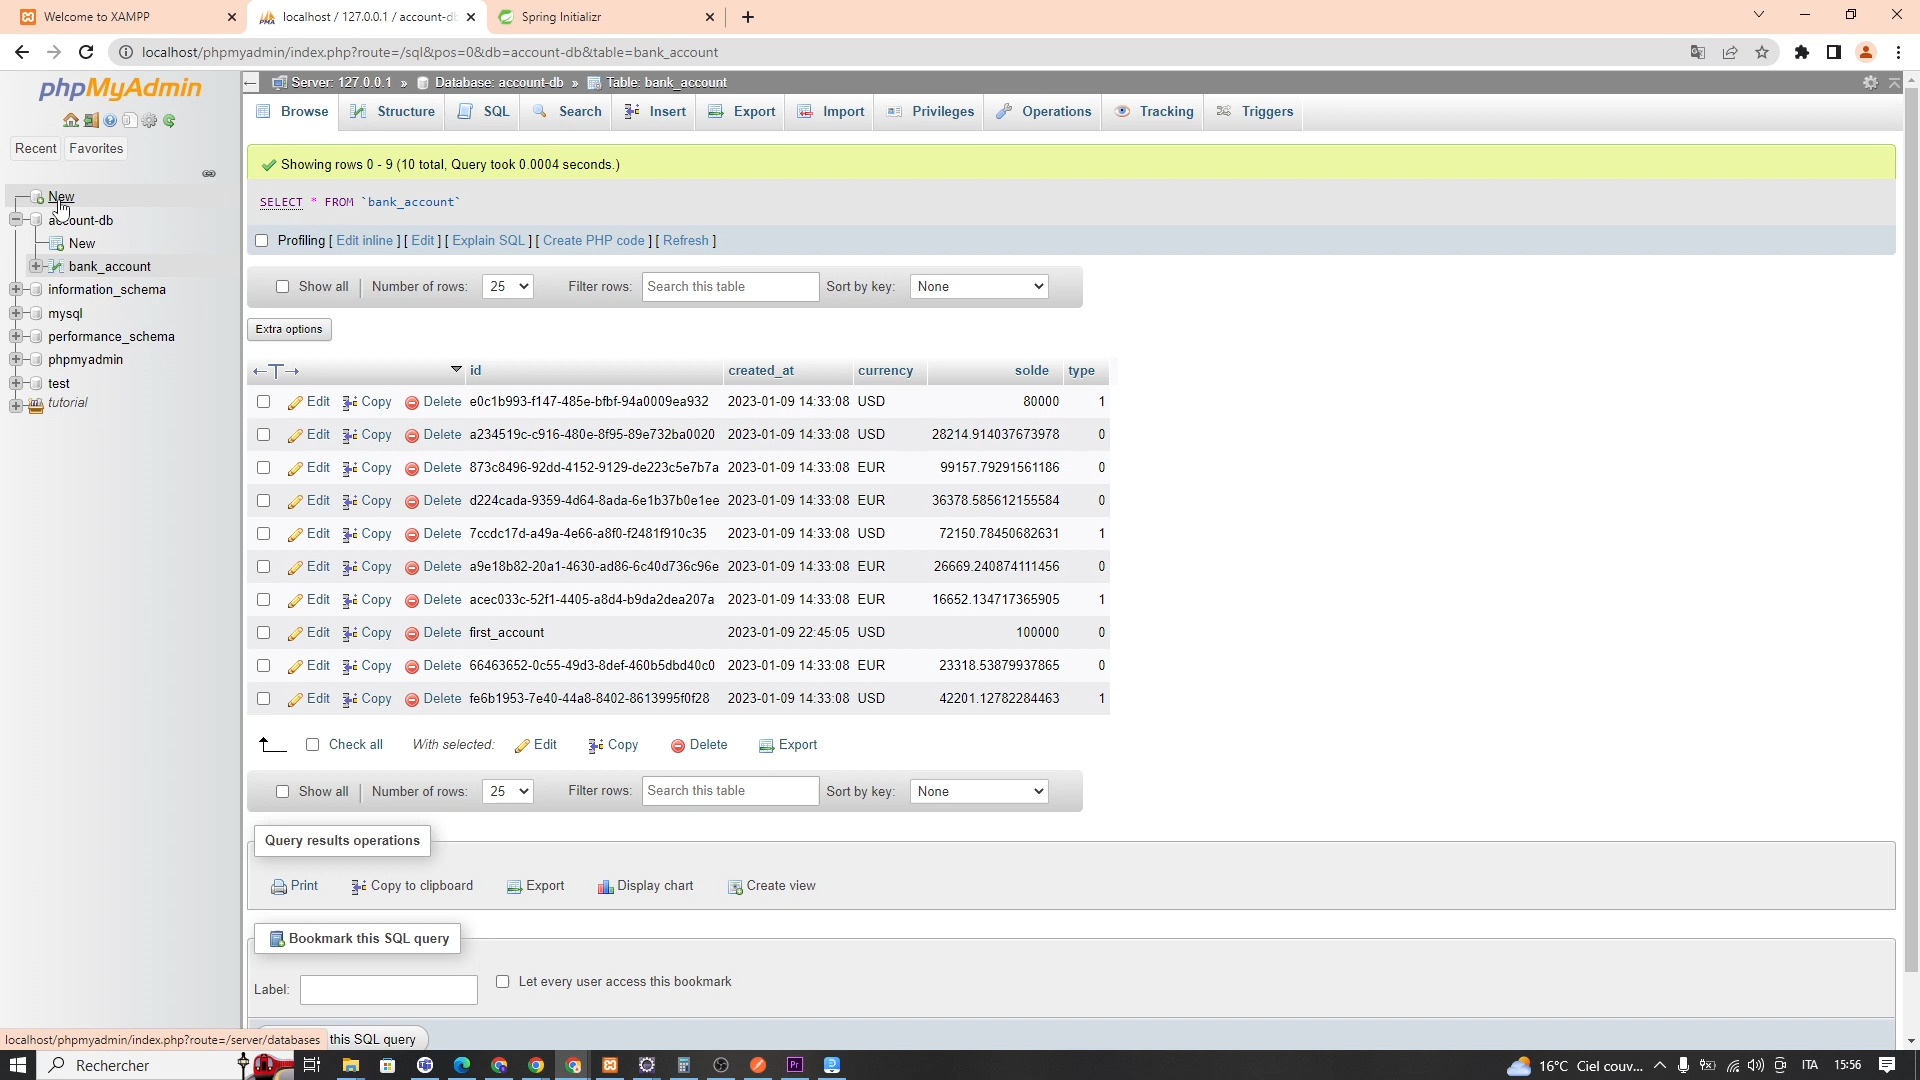 Welcome to XAMPP
localhost / 127.0.0.1 / account-db
Spring Initializr
localhost/phpmyadmin/index.php?route=/sql&pos=0&db=account-db&table=bank_account
phpMyAdmin
Server: 127.0.0.1 » Database: account-db » Table: bank_account
Browse Structure SQL Search Insert Export Import Privileges Operations Tracking Triggers
Recent Favorites
New
account-db
New
bank_account
information_schema
mysql
performance_schema
phpmyadmin
test
tutorial
Showing rows 0 - 9 (10 total, Query took 0.0004 seconds.)
SELECT * FROM `bank_account`
Profiling [ Edit inline ] [ Edit ] [ Explain SQL ] [ Create PHP code ] [ Refresh ]
Show all Number of rows: 25 Filter rows: Search this table Sort by key: None
Extra options
←T→ id created_at currency solde type
Edit Copy Delete e0c1b993-f147-485e-bfbf-94a0009ea932 2023-01-09 14:33:08 USD 80000 1
Edit Copy Delete a234519c-c916-480e-8f95-89e732ba0020 2023-01-09 14:33:08 USD 28214.914037673978 0
Edit Copy Delete 873c8496-92dd-4152-9129-de223c5e7b7a 2023-01-09 14:33:08 EUR 99157.79291561186 0
Edit Copy Delete d224cada-9359-4d64-8ada-6e1b37b0e1ee 2023-01-09 14:33:08 EUR 36378.585612155584 0
Edit Copy Delete 7ccdc17d-a49a-4e66-a8f0-f2481f910c35 2023-01-09 14:33:08 USD 72150.78450682631 1
Edit Copy Delete a9e18b82-20a1-4630-ad86-6c40d736c96e 2023-01-09 14:33:08 EUR 26669.240874111456 0
Edit Copy Delete acec033c-52f1-4405-a8d4-b9da2dea207a 2023-01-09 14:33:08 EUR 16652.134717365905 1
Edit Copy Delete first_account 2023-01-09 22:45:05 USD 100000 0
Edit Copy Delete 66463652-0c55-49d3-8def-460b5dbd40c0 2023-01-09 14:33:08 EUR 23318.53879937865 0
Edit Copy Delete fe6b1953-7e40-44a8-8402-8613995f0f28 2023-01-09 14:33:08 USD 42201.12782284463 1
Check all With selected: Edit Copy Delete Export
Show all Number of rows: 25 Filter rows: Search this table Sort by key: None
Query results operations
Print Copy to clipboard Export Display chart Create view
Bookmark this SQL query
Label: Let every user access this bookmark
localhost/phpmyadmin/index.php?route=/server/databases this SQL query
Rechercher 16°C Ciel couv... ITA 15:56